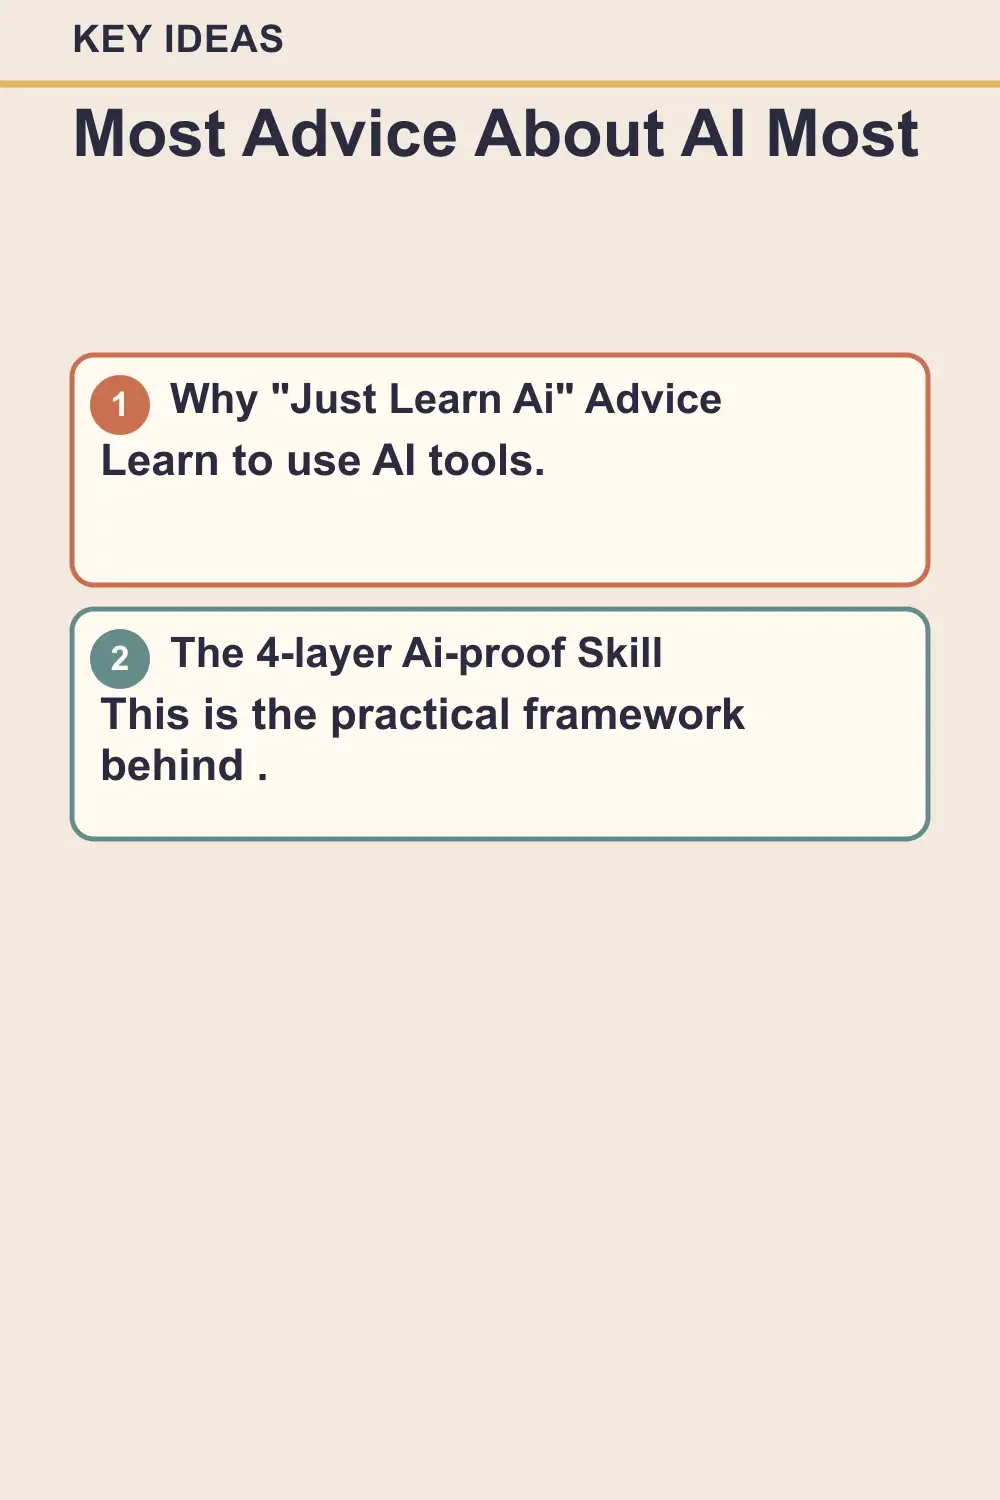 KEY IDEAS
Most Advice About AI Most
1
Why "Just Learn Ai" Advice
Learn to use AI tools.
2
The 4-layer Ai-proof Skill
This is the practical framework
behind .